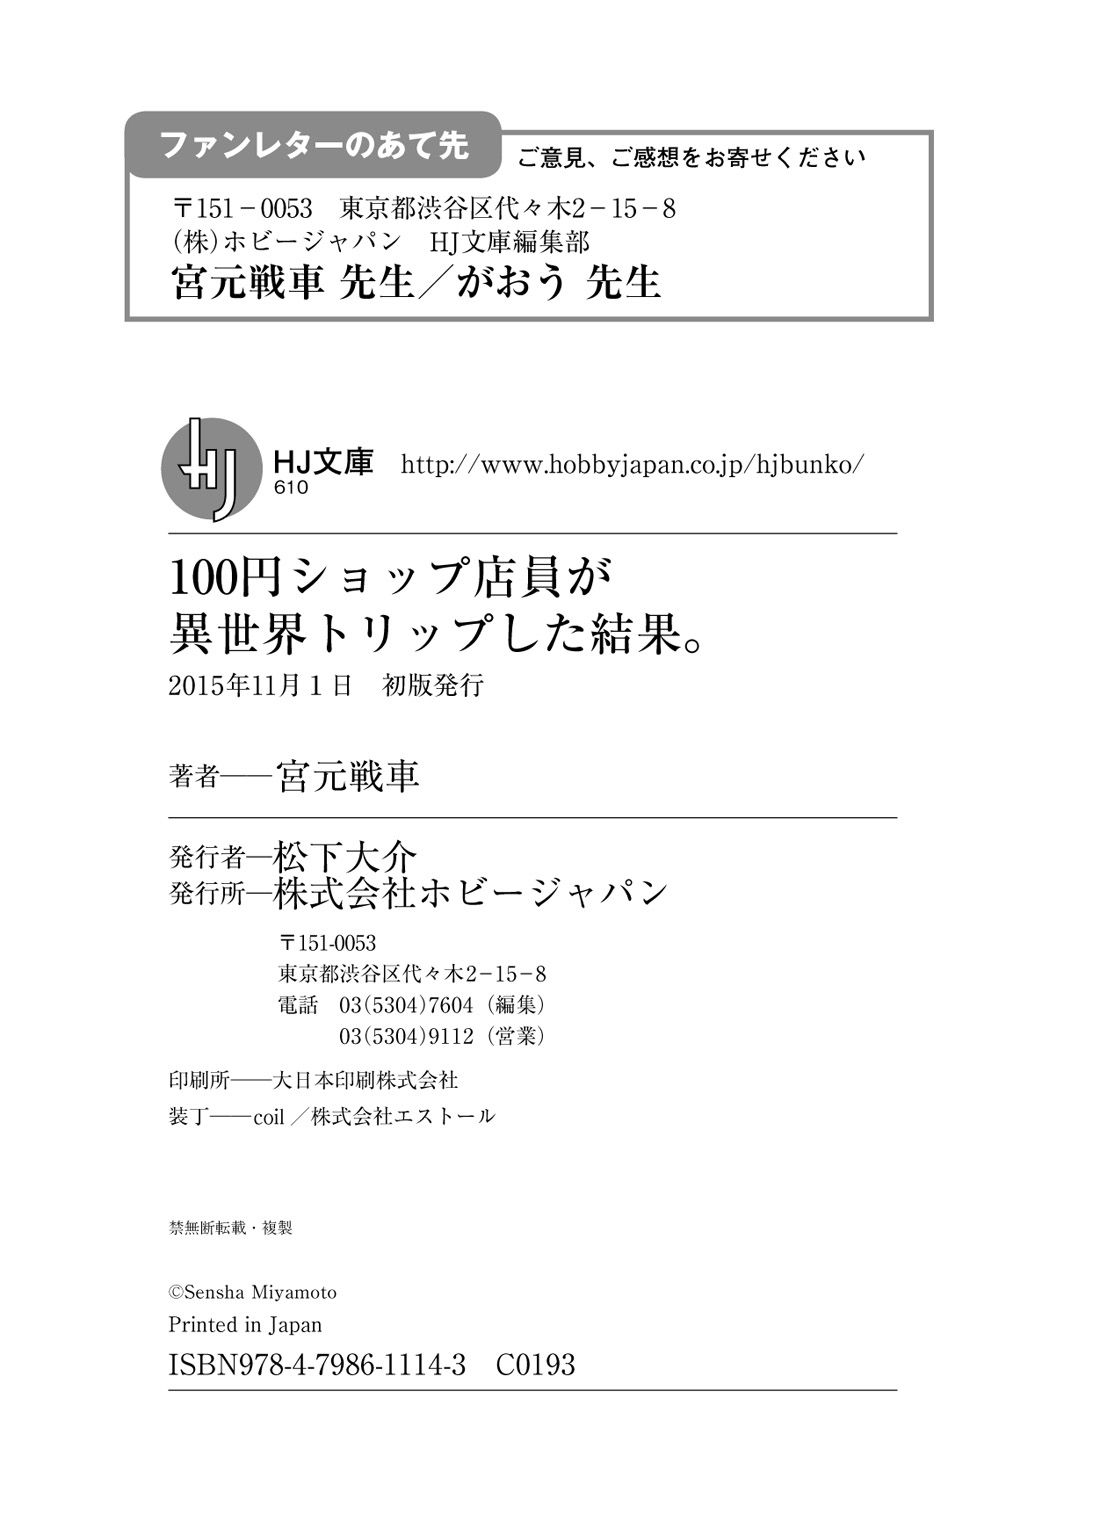 ファンレターのあて先
ご意見、ご感想をお寄せください
〒151−0053　東京都渋谷区代々木2−15−8
(株)ホビージャパン　HJ文庫編集部
宮元戦車 先生／がおう 先生
HJ
HJ文庫　http://www.hobbyjapan.co.jp/hjbunko/
610
100円ショップ店員が
異世界トリップした結果。
2015年11月１日　初版発行
著者――宮元戦車
発行者―松下大介
発行所―株式会社ホビージャパン
〒151-0053
東京都渋谷区代々木2−15−8
電話　03(5304)7604（編集）
03(5304)9112（営業）
印刷所――大日本印刷株式会社
装丁――coil／株式会社エストール
禁無断転載・複製
©Sensha Miyamoto
Printed in Japan
ISBN978-4-7986-1114-3　C0193